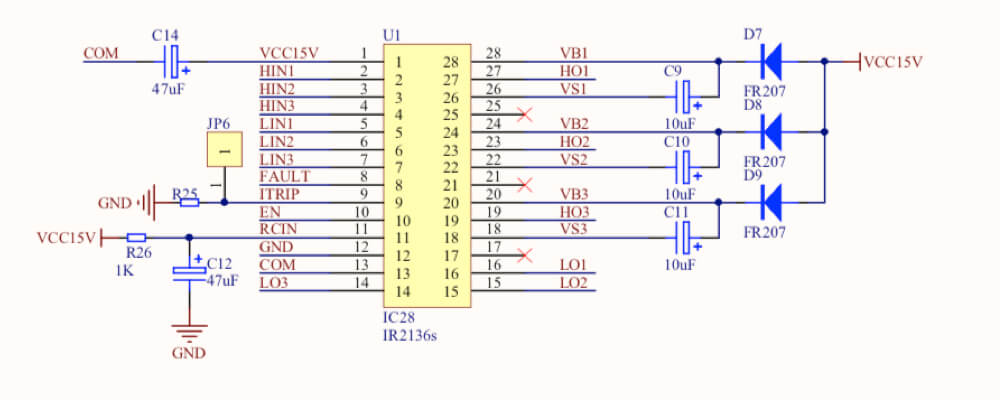 C14
COM
47uF
U1
VCC15V 1 1 28 28 VB1
HIN1 2 2 27 27 HO1
HIN2 3 3 26 26 VS1
HIN3 4 4 25 25
LIN1 5 5 24 24 VB2
LIN2 6 6 23 23 HO2
LIN3 7 7 22 22 VS2
FAULT 8 8 21 21
ITRIP 9 9 20 20 VB3
EN 10 10 19 19 HO3
RCIN 11 11 18 18 VS3
GND 12 12 17 17
COM 13 13 16 16 LO1
LO3 14 14 15 15 LO2
IC28
IR2136s
JP6
1
1
GND
R25
VCC15V
R26
1K
C12
47uF
GND
D7
VCC15V
FR207
C9
10uF
D8
FR207
C10
10uF
D9
FR207
C11
10uF